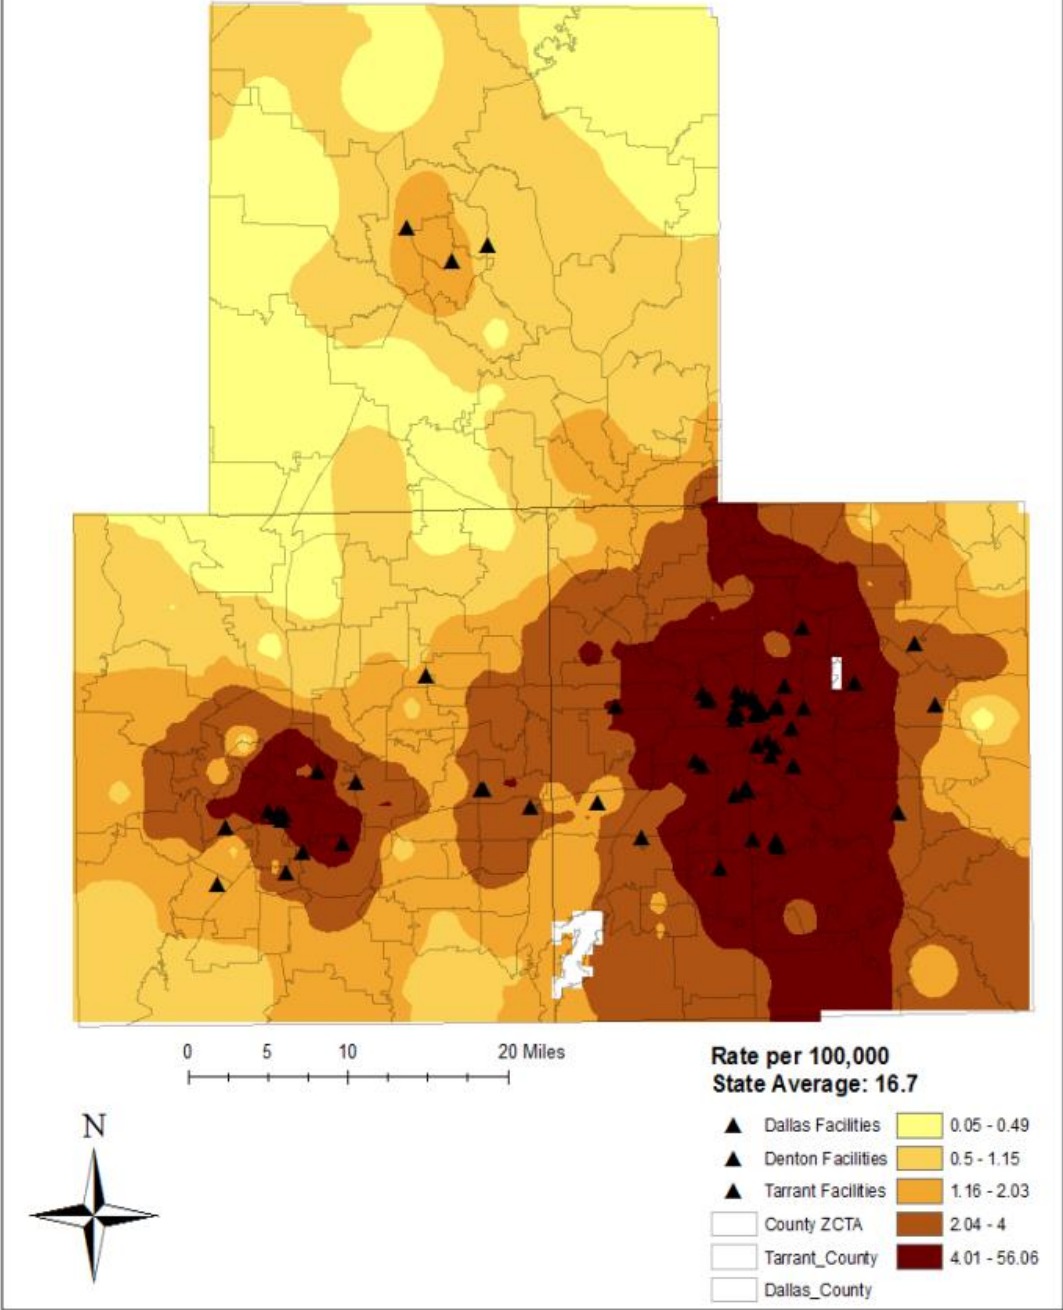 0 5 10 20 Miles
N
Rate per 100,000
State Average: 16.7
Dallas Facilities 0.05 - 0.49
Denton Facilities 0.5 - 1.15
Tarrant Facilities 1.16 - 2.03
County ZCTA 2.04 - 4
Tarrant_County 4.01 - 56.06
Dallas_County